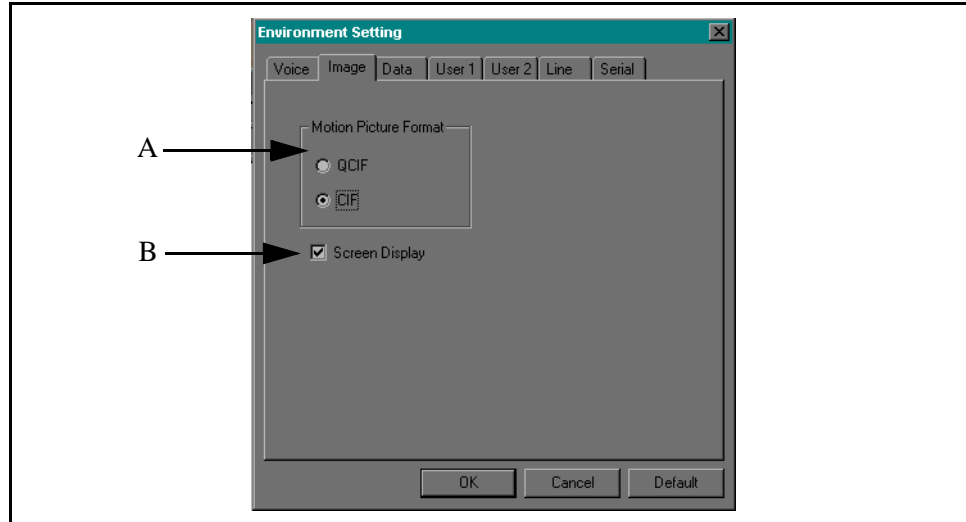 Environment Setting
Voice Image Data User 1 User 2 Line Serial
Motion Picture Format
A
QCIF
CIF
B
Screen Display
OK Cancel Default